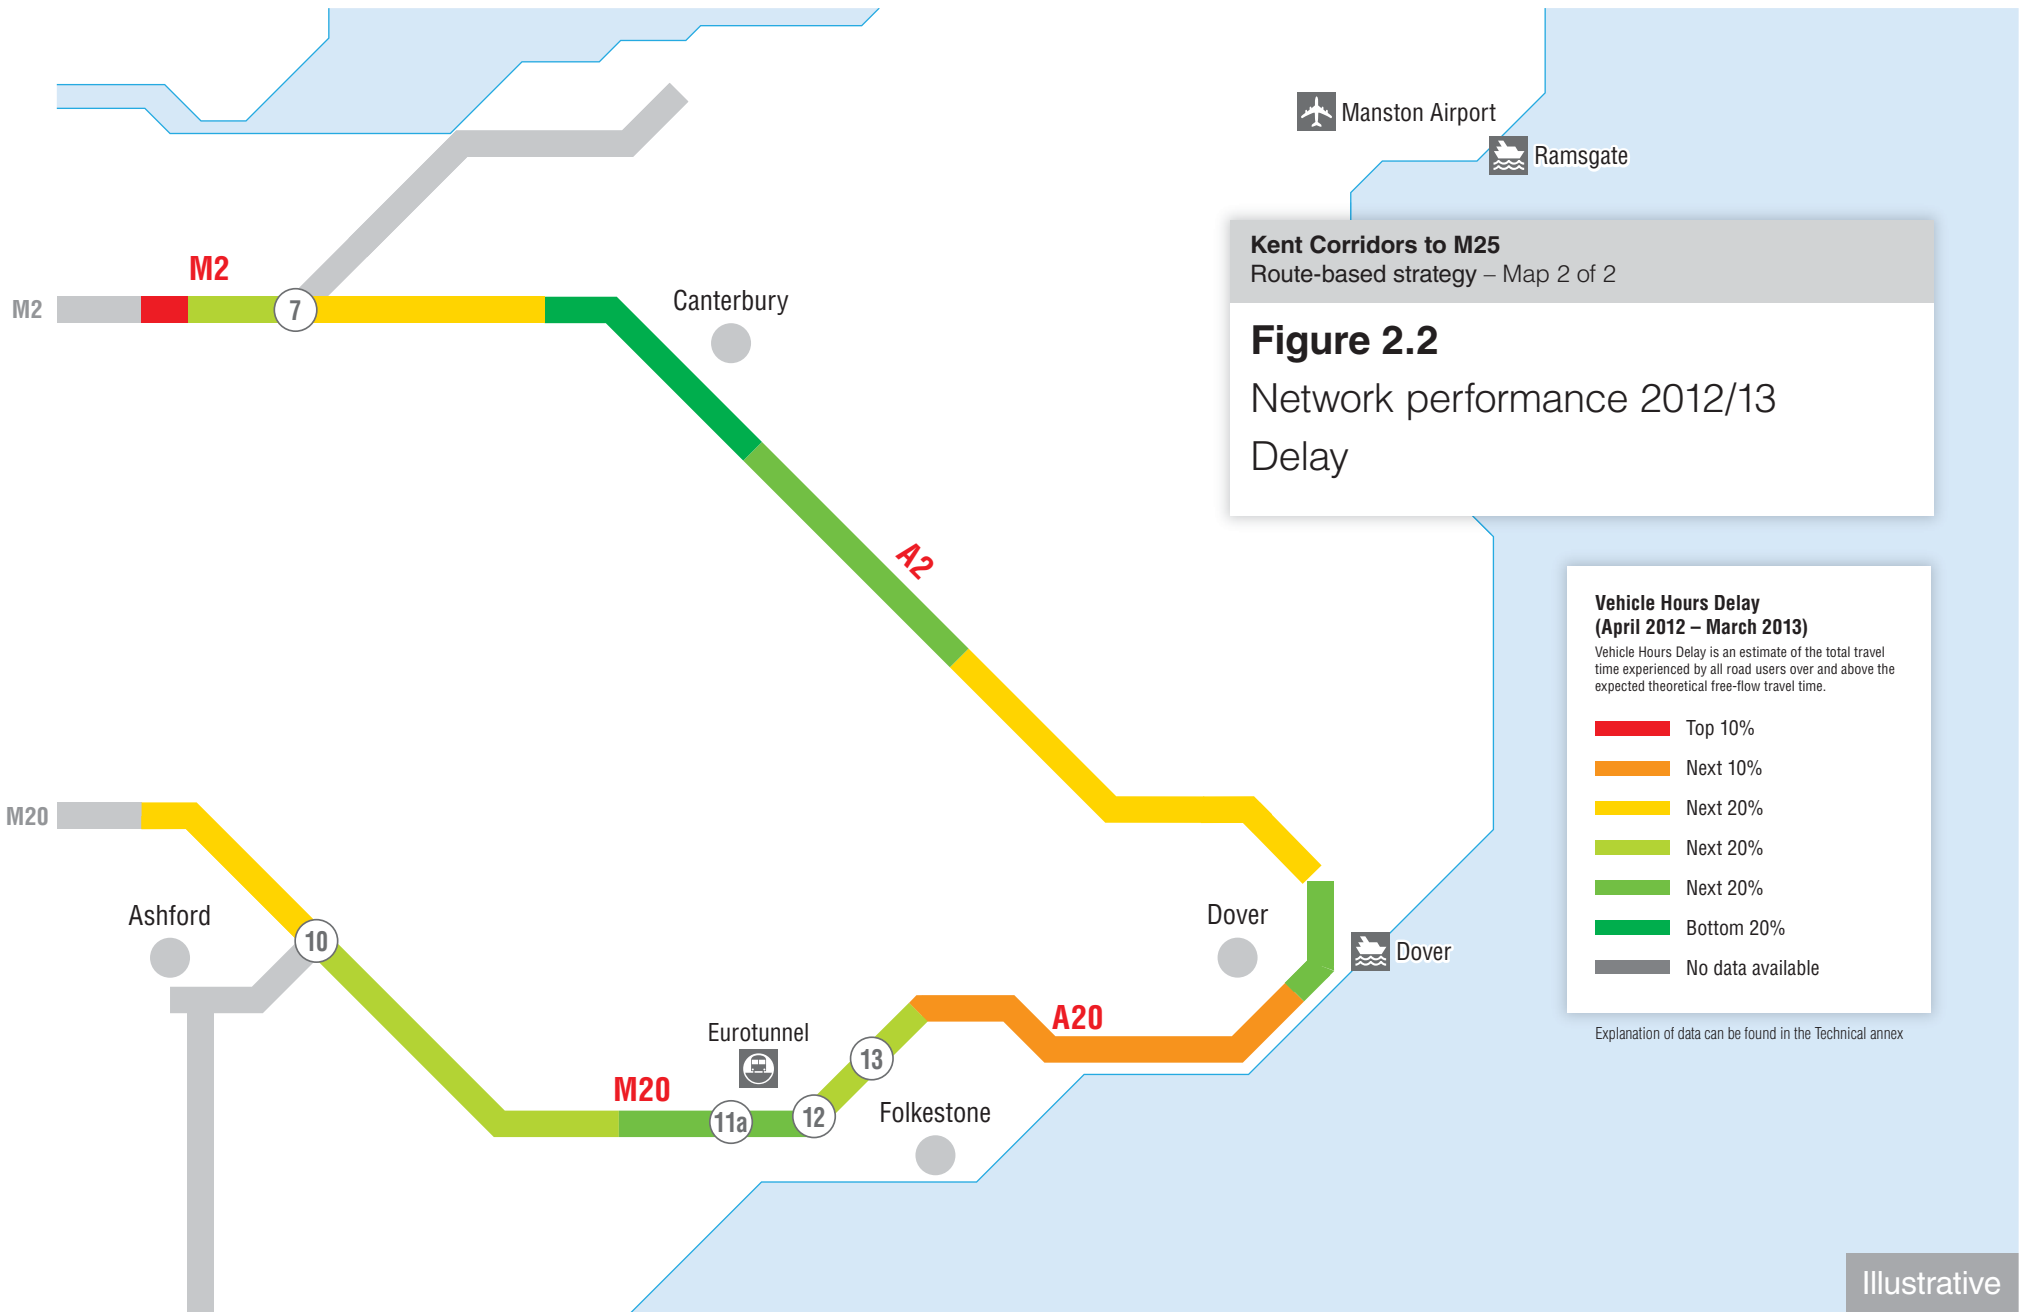 Manston Airport
Ramsgate
Kent Corridors to M25
Route-based strategy – Map 2 of 2
Figure 2.2
Network performance 2012/13
Delay
M2
M2
7
Canterbury
A2
Vehicle Hours Delay
(April 2012 – March 2013)
Vehicle Hours Delay is an estimate of the total travel
time experienced by all road users over and above the
expected theoretical free-flow travel time.
Top 10%
Next 10%
Next 20%
Next 20%
Next 20%
Bottom 20%
No data available
Explanation of data can be found in the Technical annex
M20
Ashford
10
Dover
Dover
Eurotunnel
A20
13
M20
11a
12
Folkestone
Illustrative